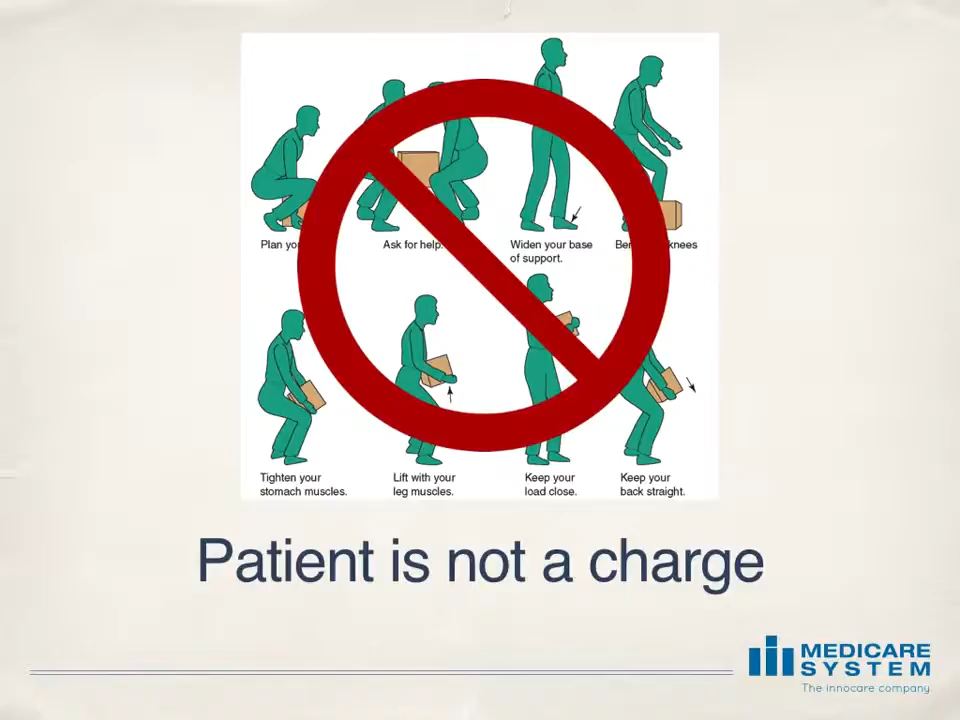 Plan yo
Ask for help.
Widen your base
of support.
Be
knees
Tighten your
stomach muscles.
Lift with your
leg muscles.
Keep your
load close.
Keep your
back straight.
Patient is not a charge
MEDICARE
SYSTEM
The innocare company